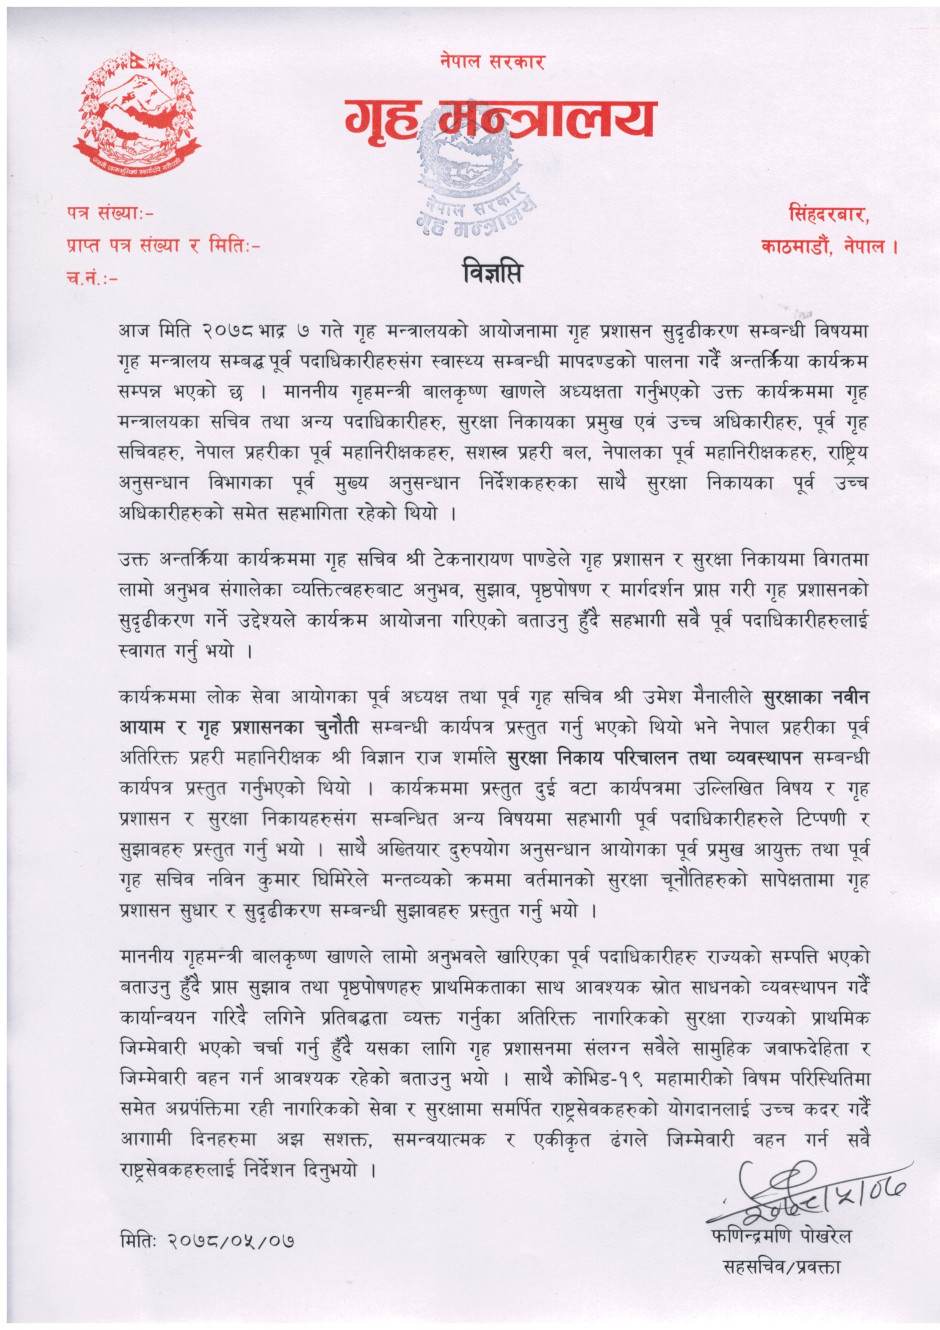 नेपाल सरकार
गृह मन्त्रालय
नेपाल सरकार
गृह मन्त्रालय
पत्र संख्याः-
प्राप्त पत्र संख्या र मितिः-
च.नं.:-
सिंहदरबार,
काठमाडौं, नेपाल ।
विज्ञप्ति
आज मिति २०७८ भाद्र ७ गते गृह मन्त्रालयको आयोजनामा गृह प्रशासन सुदृढीकरण सम्बन्धी विषयमा
गृह मन्त्रालय सम्बद्ध पूर्व पदाधिकारीहरुसंग स्वास्थ्य सम्बन्धी मापदण्डको पालना गर्दै अन्तर्क्रिया कार्यक्रम
सम्पन्न भएको छ । माननीय गृहमन्त्री बालकृष्ण खाणले अध्यक्षता गर्नुभएको उक्त कार्यक्रममा गृह
मन्त्रालयका सचिव तथा अन्य पदाधिकारीहरु, सुरक्षा निकायका प्रमुख एवं उच्च अधिकारीहरु, पूर्व गृह
सचिवहरु, नेपाल प्रहरीका पूर्व महानिरीक्षकहरु, सशस्त्र प्रहरी बल, नेपालका पूर्व महानिरीक्षकहरु, राष्ट्रिय
अनुसन्धान विभागका पूर्व मुख्य अनुसन्धान निर्देशकहरुका साथै सुरक्षा निकायका पूर्व उच्च
अधिकारीहरुको समेत सहभागिता रहेको थियो ।
उक्त अन्तर्क्रिया कार्यक्रममा गृह सचिव श्री टेकनारायण पाण्डेले गृह प्रशासन र सुरक्षा निकायमा विगतमा
लामो अनुभव संगालेका व्यक्तित्वहरुबाट अनुभव, सुझाव, पृष्ठपोषण र मार्गदर्शन प्राप्त गरी गृह प्रशासनको
सुदृढीकरण गर्ने उद्देश्यले कार्यक्रम आयोजना गरिएको बताउनु हुँदै सहभागी सवै पूर्व पदाधिकारीहरुलाई
स्वागत गर्नु भयो ।
कार्यक्रममा लोक सेवा आयोगका पूर्व अध्यक्ष तथा पूर्व गृह सचिव श्री उमेश मैनालीले सुरक्षाका नवीन
आयाम र गृह प्रशासनका चुनौती सम्बन्धी कार्यपत्र प्रस्तुत गर्नु भएको थियो भने नेपाल प्रहरीका पूर्व
अतिरिक्त प्रहरी महानिरीक्षक श्री विज्ञान राज शर्माले सुरक्षा निकाय परिचालन तथा व्यवस्थापन सम्बन्धी
कार्यपत्र प्रस्तुत गर्नुभएको थियो । कार्यक्रममा प्रस्तुत दुई वटा कार्यपत्रमा उल्लिखित विषय र गृह
प्रशासन र सुरक्षा निकायहरुसंग सम्बन्धित अन्य विषयमा सहभागी पूर्व पदाधिकारीहरुले टिप्पणी र
सुझावहरु प्रस्तुत गर्नु भयो । साथै अख्तियार दुरुपयोग अनुसन्धान आयोगका पूर्व प्रमुख आयुक्त तथा पूर्व
गृह सचिव नविन कुमार घिमिरेले मन्तव्यको क्रममा वर्तमानको सुरक्षा चूनौतिहरुको सापेक्षतामा गृह
प्रशासन सुधार र सुदृढीकरण सम्बन्धी सुझावहरु प्रस्तुत गर्नु भयो ।
माननीय गृहमन्त्री बालकृष्ण खाणले लामो अनुभवले खारिएका पूर्व पदाधिकारीहरु राज्यको सम्पत्ति भएको
बताउनु हुँदै प्राप्त सुझाव तथा पृष्ठपोषणहरु प्राथमिकताका साथ आवश्यक स्रोत साधनको व्यवस्थापन गर्दै
कार्यान्वयन गरिदै लगिने प्रतिबद्धता व्यक्त गर्नुका अतिरिक्त नागरिकको सुरक्षा राज्यको प्राथमिक
जिम्मेवारी भएको चर्चा गर्नु हुँदै यसका लागि गृह प्रशासनमा संलग्न सवैले सामुहिक जवाफदेहिता र
जिम्मेवारी वहन गर्न आवश्यक रहेको बताउनु भयो । साथै कोभिड-१९ महामारीको विषम परिस्थितिमा
समेत अग्रपंक्तिमा रही नागरिकको सेवा र सुरक्षामा समर्पित राष्ट्रसेवकहरुको योगदानलाई उच्च कदर गर्दै
आगामी दिनहरुमा अझ सशक्त, समन्वयात्मक र एकीकृत ढंगले जिम्मेवारी वहन गर्न सवै
राष्ट्रसेवकहरुलाई निर्देशन दिनुभयो ।
२०७८/५/०७
मितिः २०७८/०५/०७
फणिन्द्रमणि पोखरेल
सहसचिव/प्रवक्ता